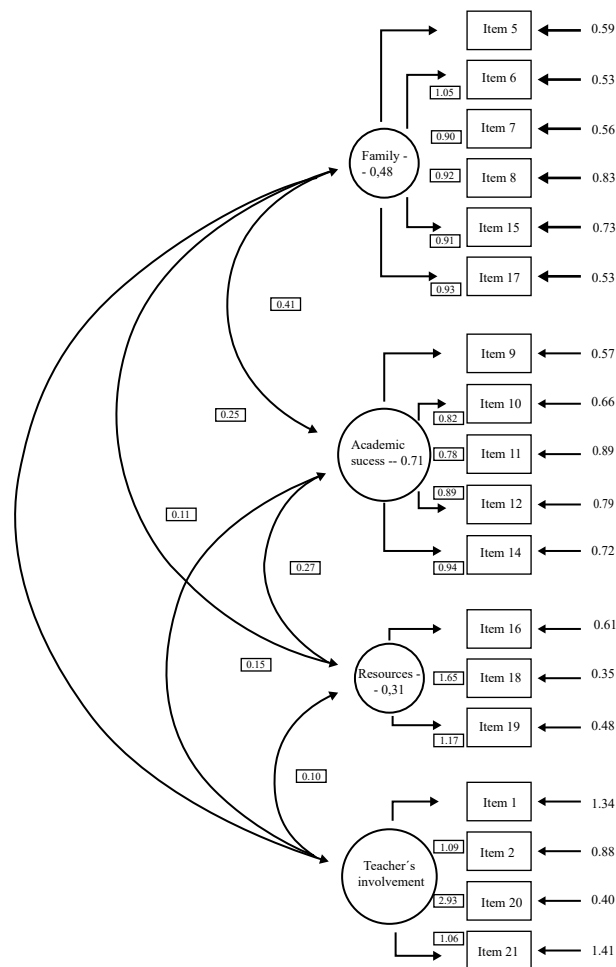 Item 5
0.59
Item 6
0.53
1.05
Item 7
0.56
0.90
Family -
- 0,48
Item 8
0.83
0.92
Item 15
0.73
0.91
Item 17
0.53
0.93
0.41
Item 9
0.57
0.25
Item 10
0.66
0.82
Academic
sucess -- 0.71
Item 11
0.89
0.78
Item 12
0.79
0.89
0.11
Item 14
0.72
0.94
0.27
Item 16
0.61
0.15
Resources -
- 0,31
Item 18
0.35
1.65
Item 19
0.48
1.17
0.10
Item 1
1.34
Item 2
0.88
1.09
Teacher´s
involvement
Item 20
0.40
2.93
Item 21
1.41
1.06